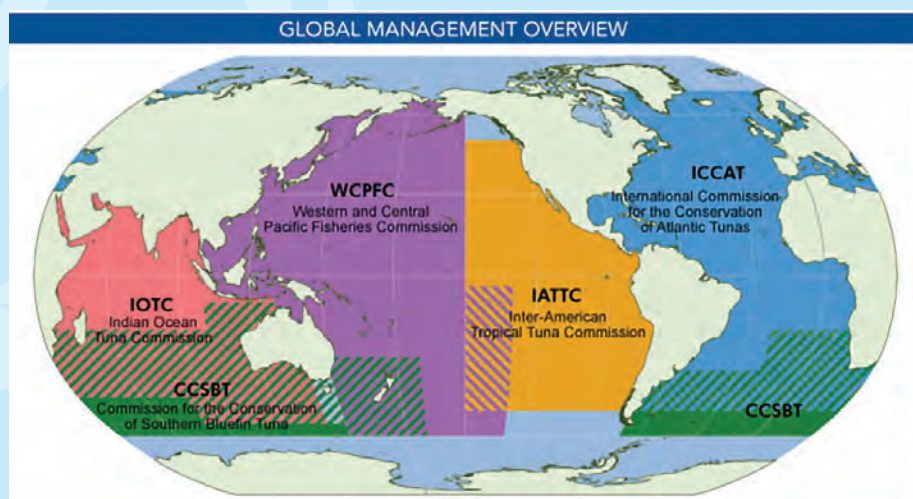 GLOBAL MANAGEMENT OVERVIEW
WCPFC
Western and Central
Pacific Fisheries Commission
ICCAT
International Commission
for the Conservation
of Atlantic Tunas
IOTC
Indian Ocean
Tuna Commission
IATTC
Inter-American
Tropical Tuna Commission
CCSBT
Commission for the Conservation
of Southern Bluefin Tuna
CCSBT